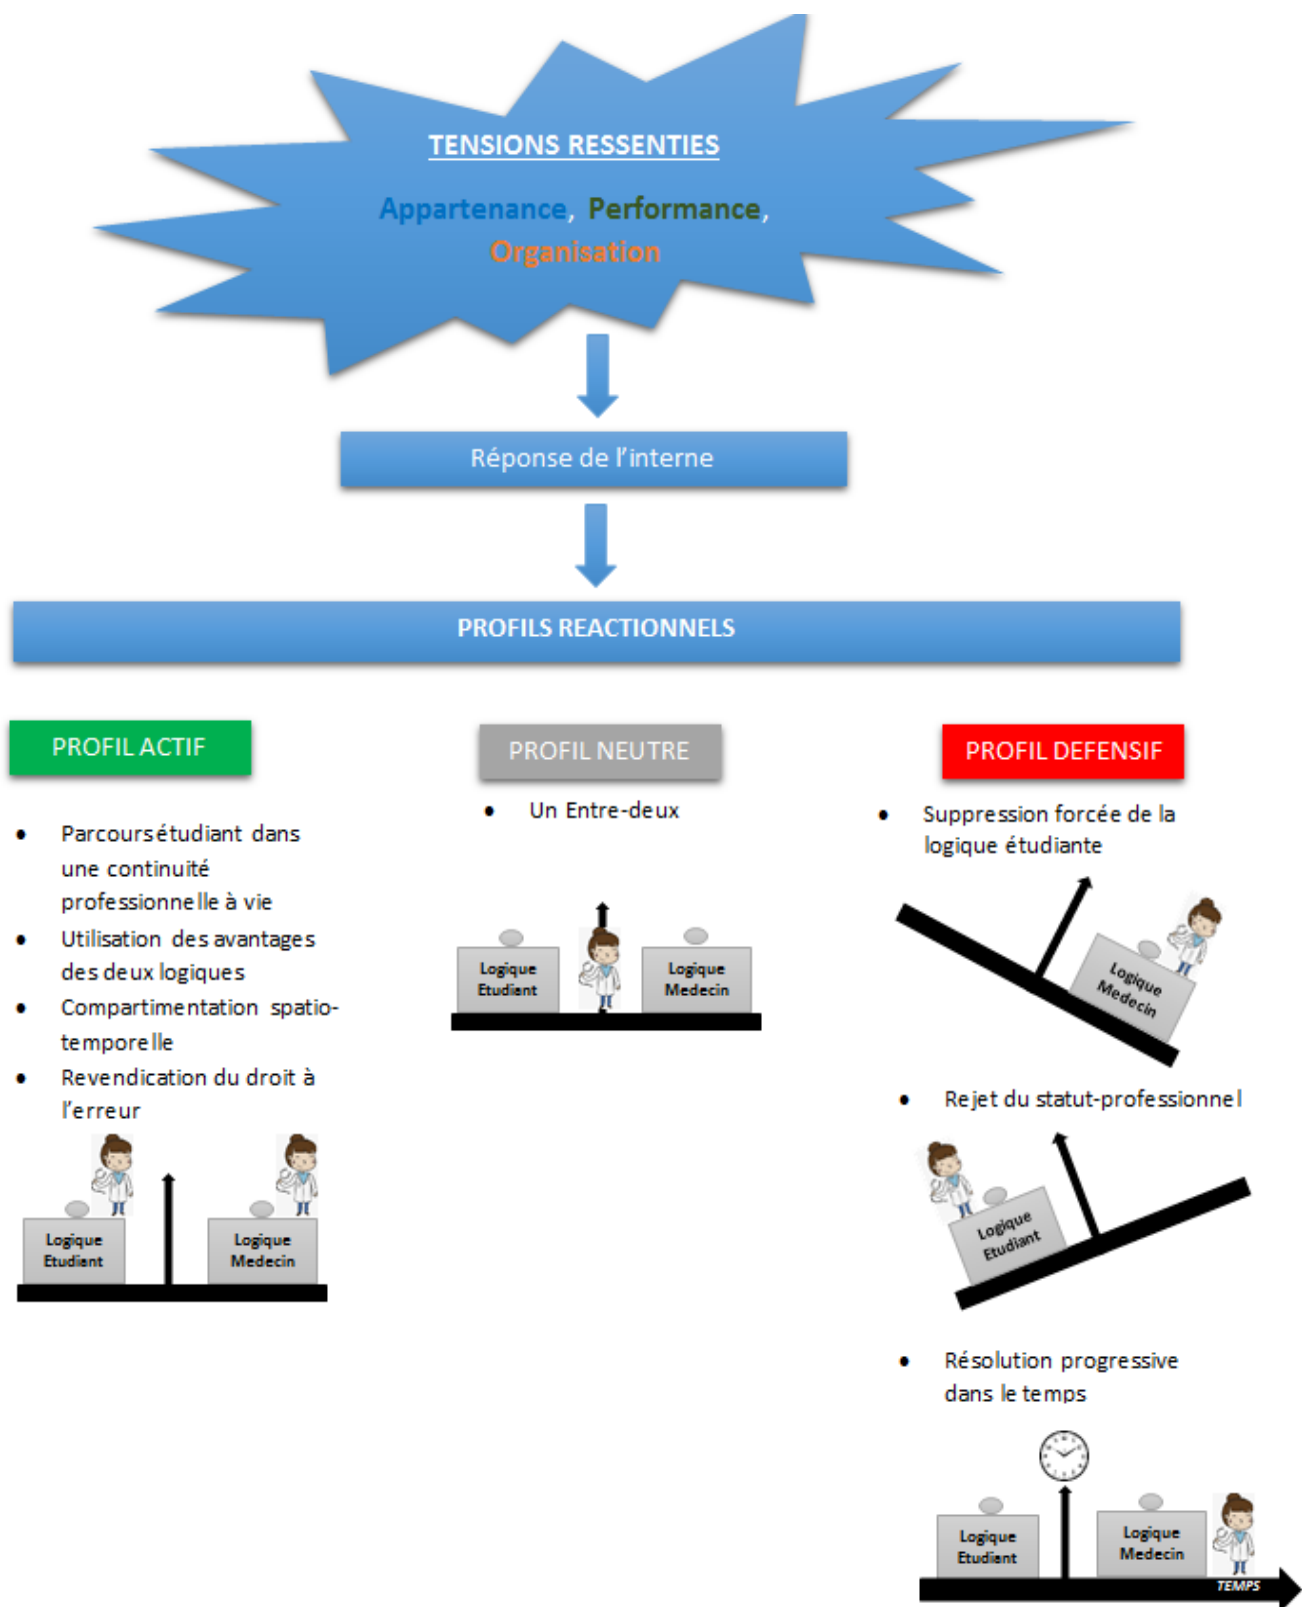 TENSIONS RESSENTIES
Appartenance, Performance,
Organisation
Réponse de l'interne
PROFILS REACTIONNELS
PROFIL ACTIF
• Parcours étudiant dans
une continuité
professionnelle à vie
• Utilisation des avantages
des deux logiques
• Compartimentation spatio-
temporelle
• Revendication du droit à
l'erreur
Logique
Etudiant
Logique
Medecin
PROFIL NEUTRE
• Un Entre-deux
Logique
Etudiant
Logique
Medecin
PROFIL DEFENSIF
• Suppression forcée de la
logique étudiante
Logique
Medecin
• Rejet du statut-professionnel
Logique
Etudiant
• Résolution progressive
dans le temps
Logique
Etudiant
Logique
Medecin
TEMPS